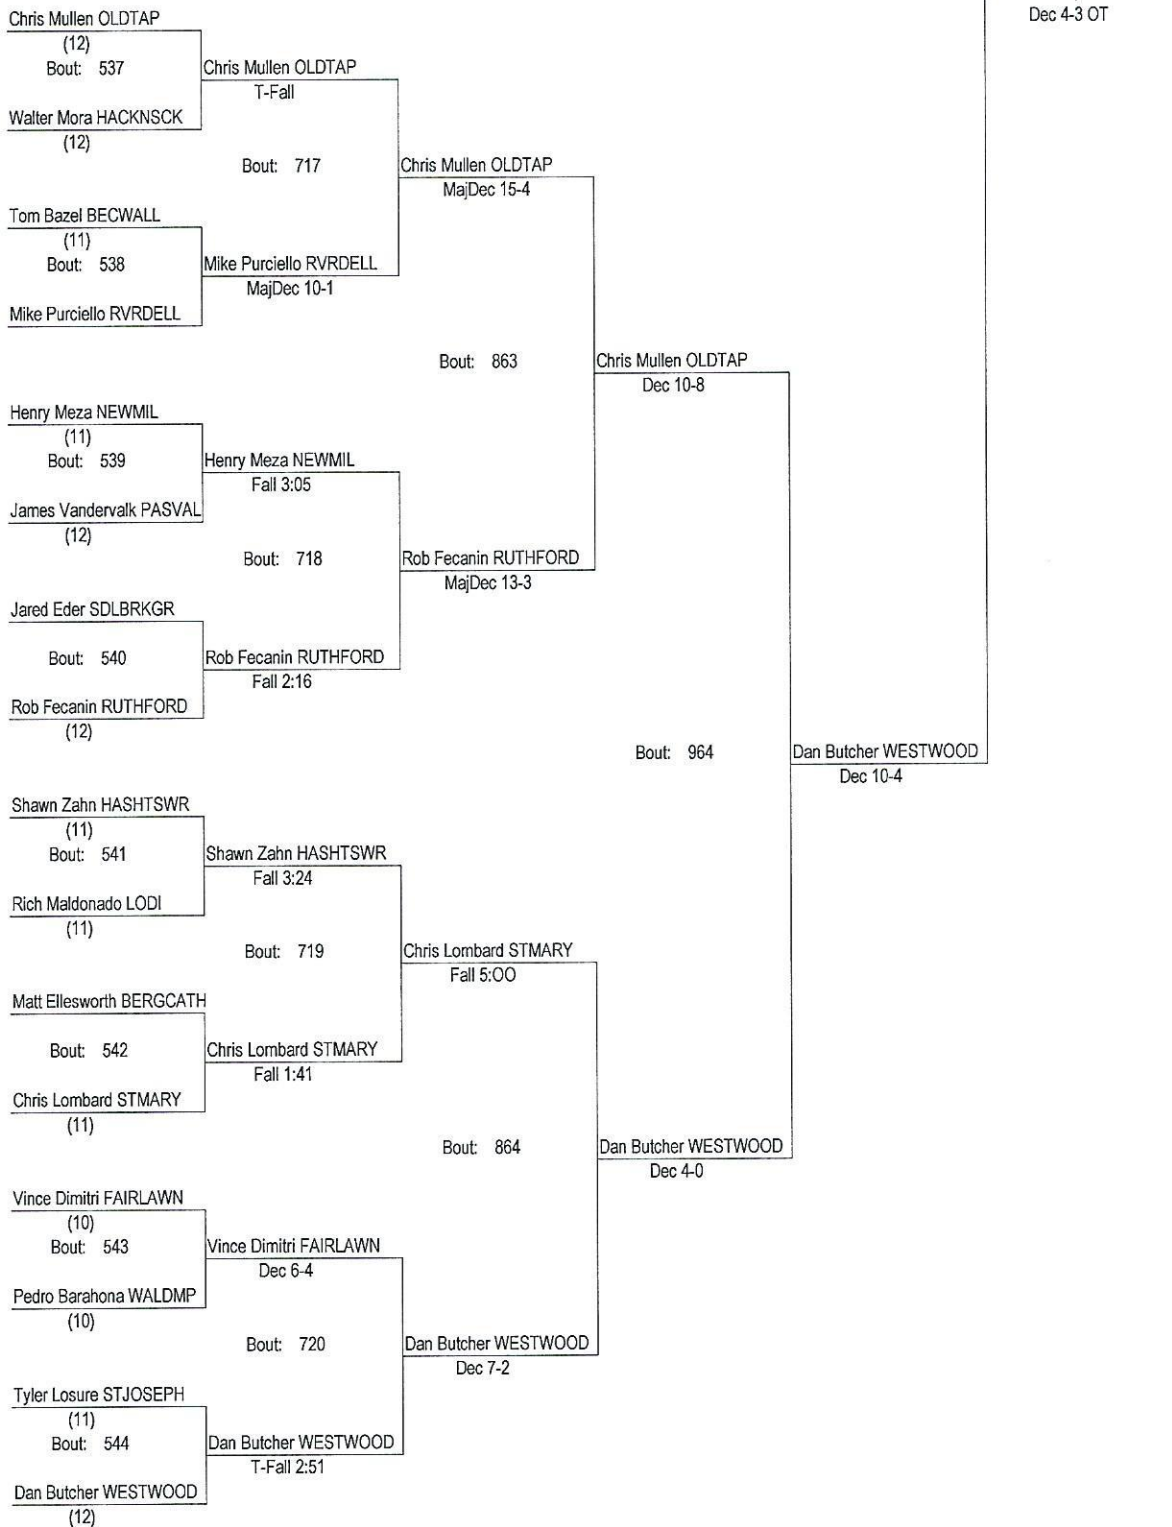 Dec 4-3 OT
Chris Mullen OLDTAP
(12)
Bout: 537
Chris Mullen OLDTAP
T-Fall
Walter Mora HACKNSCK
(12)
Bout: 717
Chris Mullen OLDTAP
MajDec 15-4
Tom Bazel BECWALL
(11)
Bout: 538
Mike Purciello RVRDELL
MajDec 10-1
Mike Purciello RVRDELL
Bout: 863
Chris Mullen OLDTAP
Dec 10-8
Henry Meza NEWMIL
(11)
Bout: 539
Henry Meza NEWMIL
Fall 3:05
James Vandervalk PASVAL
(12)
Bout: 718
Rob Fecanin RUTHFORD
MajDec 13-3
Jared Eder SDLBRKGR
Bout: 540
Rob Fecanin RUTHFORD
Fall 2:16
Rob Fecanin RUTHFORD
(12)
Bout: 964
Dan Butcher WESTWOOD
Dec 10-4
Shawn Zahn HASHTSWR
(11)
Bout: 541
Shawn Zahn HASHTSWR
Fall 3:24
Rich Maldonado LODI
(11)
Bout: 719
Chris Lombard STMARY
Fall 5:OO
Matt Ellesworth BERGCATH
Bout: 542
Chris Lombard STMARY
Fall 1:41
Chris Lombard STMARY
(11)
Bout: 864
Dan Butcher WESTWOOD
Dec 4-0
Vince Dimitri FAIRLAWN
(10)
Bout: 543
Vince Dimitri FAIRLAWN
Dec 6-4
Pedro Barahona WALDMP
(10)
Bout: 720
Dan Butcher WESTWOOD
Dec 7-2
Tyler Losure STJOSEPH
(11)
Bout: 544
Dan Butcher WESTWOOD
T-Fall 2:51
Dan Butcher WESTWOOD
(12)